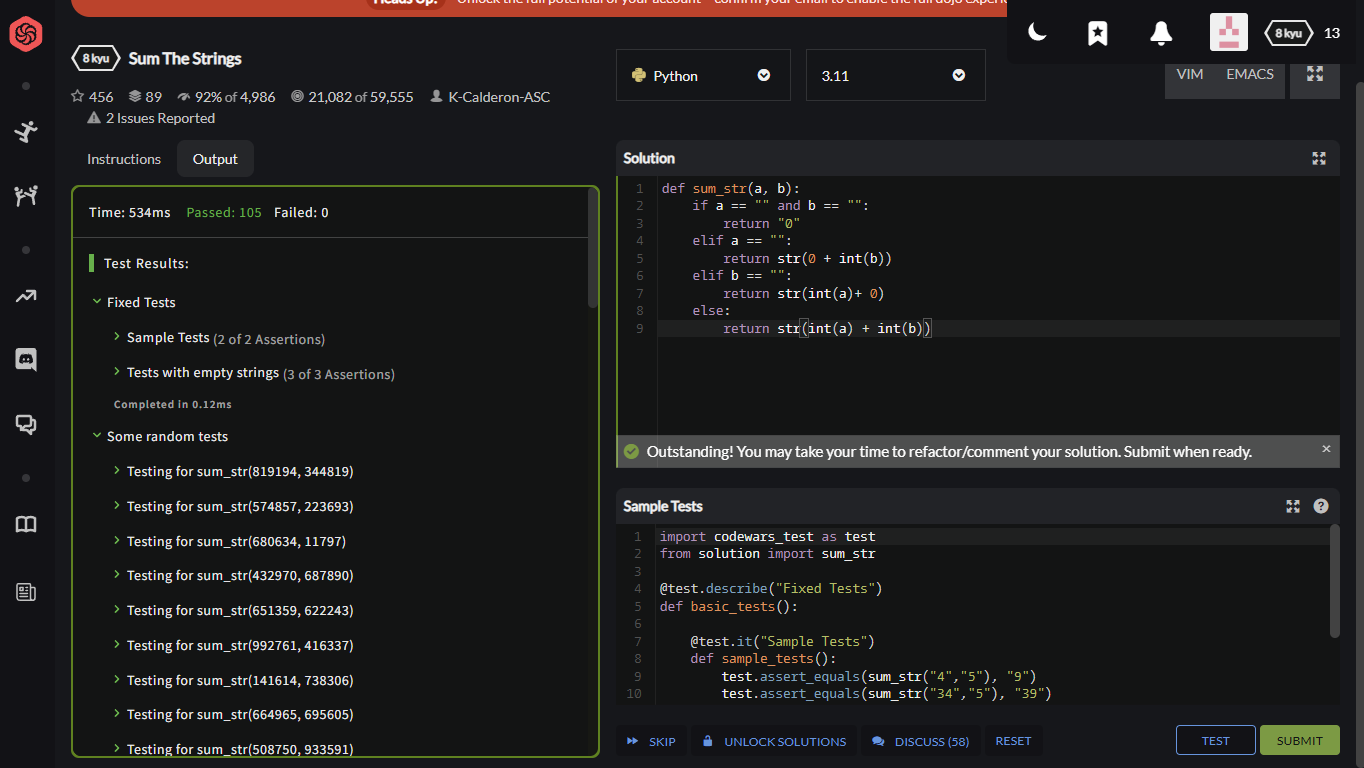 Heads Up! Unlock the full potential of your account - confirm your email to enable the full dojo experie
8 kyu 13
8 kyu Sum The Strings
456 89 92% of 4,986 21,082 of 59,555 K-Calderon-ASC
2 Issues Reported
Python 3.11 VIM EMACS
Instructions Output
Time: 534ms Passed: 105 Failed: 0
Test Results:
Fixed Tests
Sample Tests (2 of 2 Assertions)
Tests with empty strings (3 of 3 Assertions)
Completed in 0.12ms
Some random tests
Testing for sum_str(819194, 344819)
Testing for sum_str(574857, 223693)
Testing for sum_str(680634, 11797)
Testing for sum_str(432970, 687890)
Testing for sum_str(651359, 622243)
Testing for sum_str(992761, 416337)
Testing for sum_str(141614, 738306)
Testing for sum_str(664965, 695605)
Testing for sum_str(508750, 933591)
Solution
1 def sum_str(a, b):
2     if a == "" and b == "":
3         return "0"
4     elif a == "":
5         return str(0 + int(b))
6     elif b == "":
7         return str(int(a)+ 0)
8     else:
9         return str(int(a) + int(b))
Outstanding! You may take your time to refactor/comment your solution. Submit when ready. ×
Sample Tests ?
1 import codewars_test as test
2 from solution import sum_str
3
4 @test.describe("Fixed Tests")
5 def basic_tests():
6
7     @test.it("Sample Tests")
8     def sample_tests():
9         test.assert_equals(sum_str("4","5"), "9")
10         test.assert_equals(sum_str("34","5"), "39")
SKIP UNLOCK SOLUTIONS DISCUSS (58) RESET TEST SUBMIT